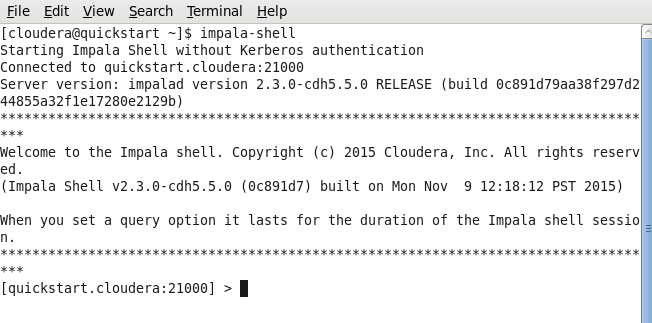 File Edit View Search Terminal Help
[cloudera@quickstart ~]$ impala-shell
Starting Impala Shell without Kerberos authentication
Connected to quickstart.cloudera:21000
Server version: impalad version 2.3.0-cdh5.5.0 RELEASE (build 0c891d79aa38f297d2
44855a32f1e17280e2129b)
********************************************************************************
***
Welcome to the Impala shell. Copyright (c) 2015 Cloudera, Inc. All rights reserv
ed.
(Impala Shell v2.3.0-cdh5.5.0 (0c891d7) built on Mon Nov  9 12:18:12 PST 2015)

When you set a query option it lasts for the duration of the Impala shell sessio
n.
********************************************************************************
***
[quickstart.cloudera:21000] >